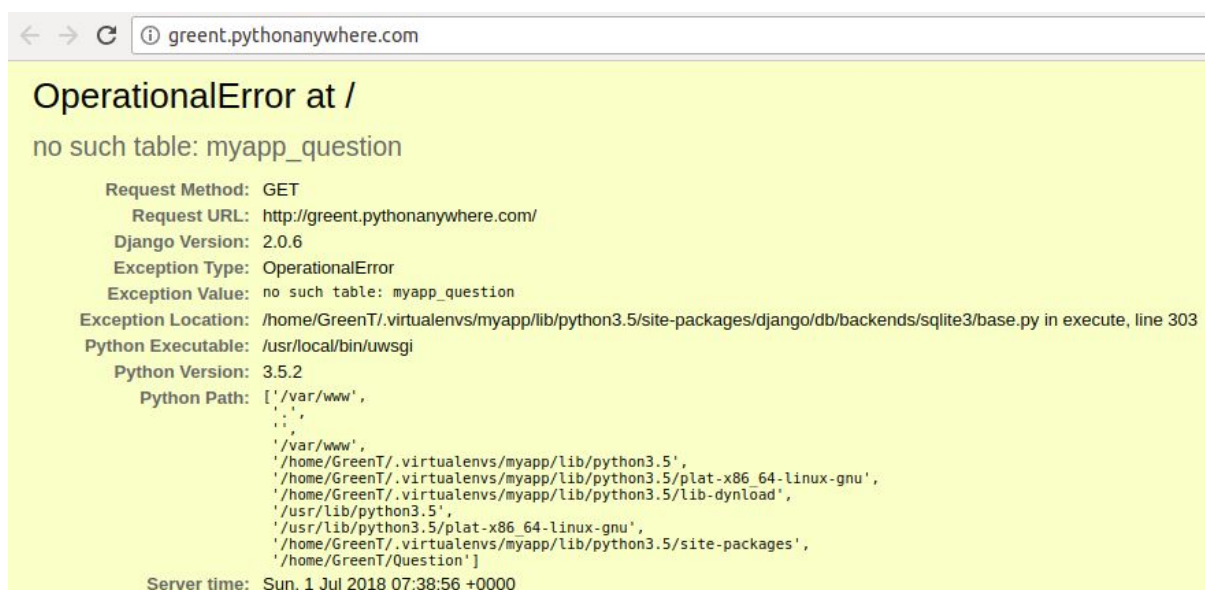 greent.pythonanywhere.com
OperationalError at /
no such table: myapp_question
Request Method: GET
Request URL: http://greent.pythonanywhere.com/
Django Version: 2.0.6
Exception Type: OperationalError
Exception Value: no such table: myapp_question
Exception Location: /home/GreenT/.virtualenvs/myapp/lib/python3.5/site-packages/django/db/backends/sqlite3/base.py in execute, line 303
Python Executable: /usr/local/bin/uwsgi
Python Version: 3.5.2
Python Path: ['/var/www',
'.',
'',
'/var/www',
'/home/GreenT/.virtualenvs/myapp/lib/python3.5',
'/home/GreenT/.virtualenvs/myapp/lib/python3.5/plat-x86_64-linux-gnu',
'/home/GreenT/.virtualenvs/myapp/lib/python3.5/lib-dynload',
'/usr/lib/python3.5',
'/usr/lib/python3.5/plat-x86_64-linux-gnu',
'/home/GreenT/.virtualenvs/myapp/lib/python3.5/site-packages',
'/home/GreenT/Question']
Server time: Sun, 1 Jul 2018 07:38:56 +0000